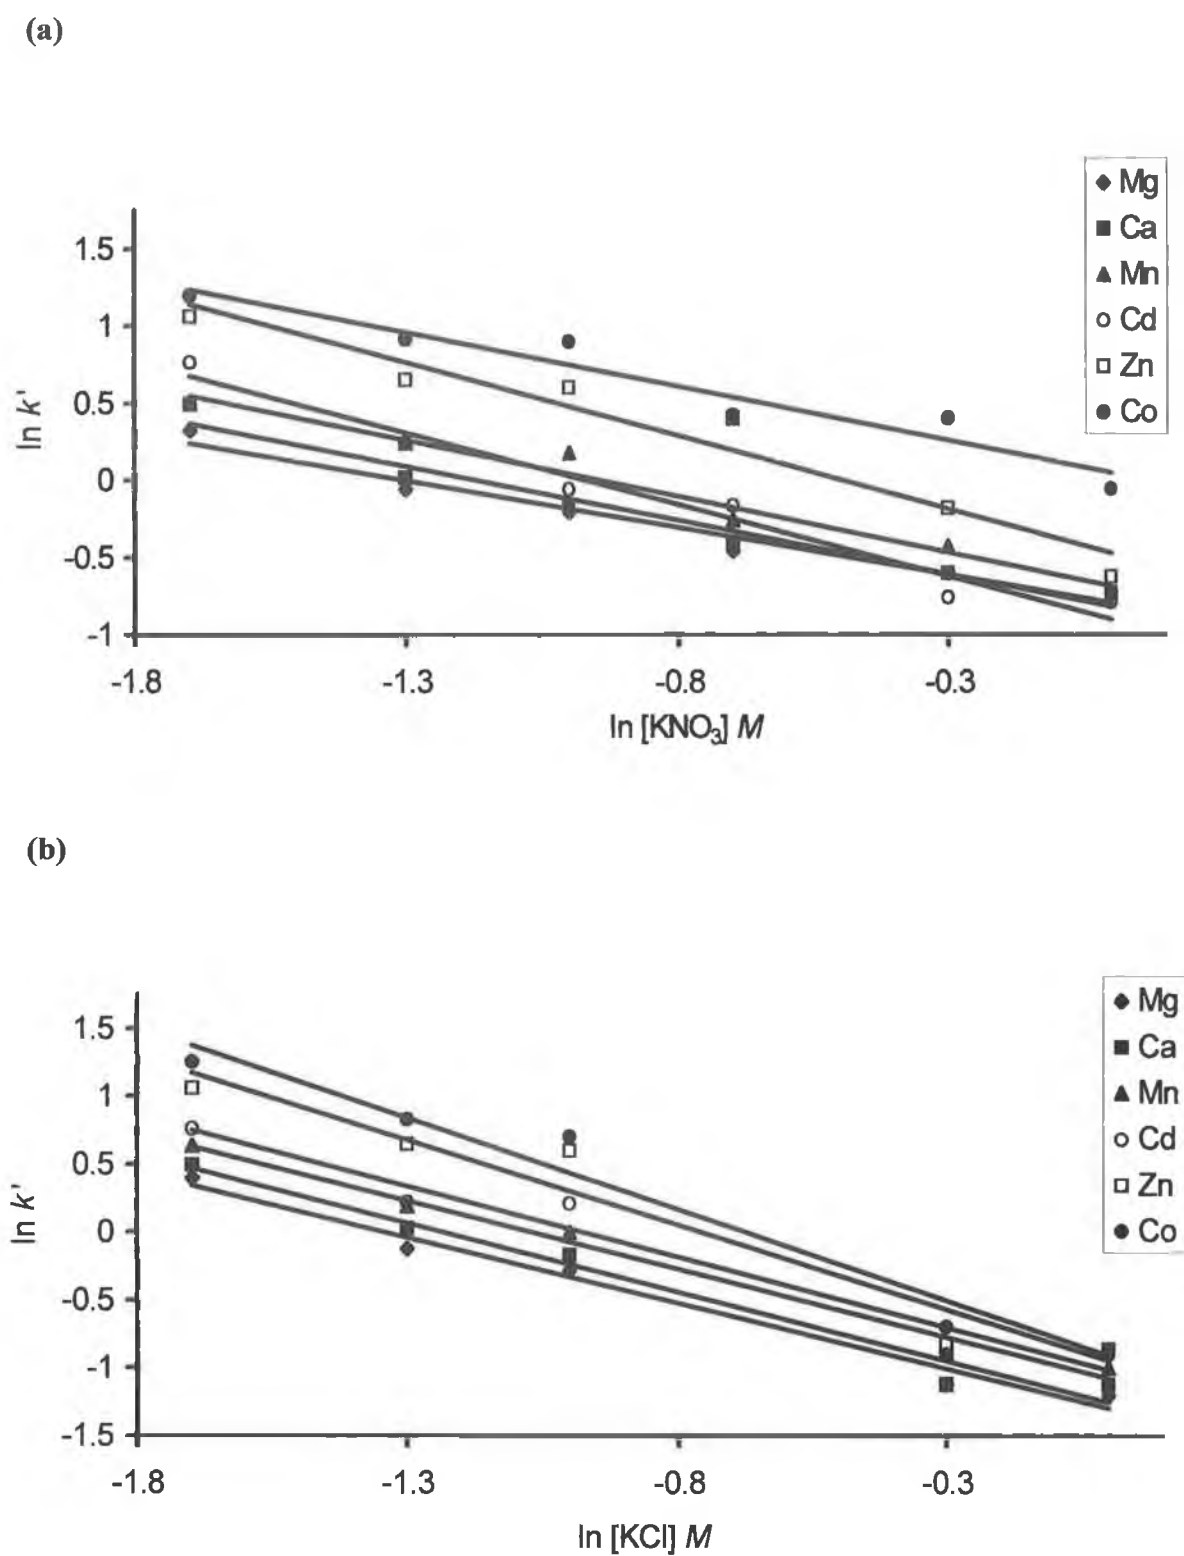 (a)
Mg
Ca
Mn
Cd
Zn
Co
1.5
1
0.5
0
-0.5
-1
ln k'
-1.8 -1.3 -0.8 -0.3
ln [KNO₃] M
(b)
Mg
Ca
Mn
Cd
Zn
Co
1.5
1
0.5
0
-0.5
-1
-1.5
ln k'
-1.8 -1.3 -0.8 -0.3
ln [KCl] M